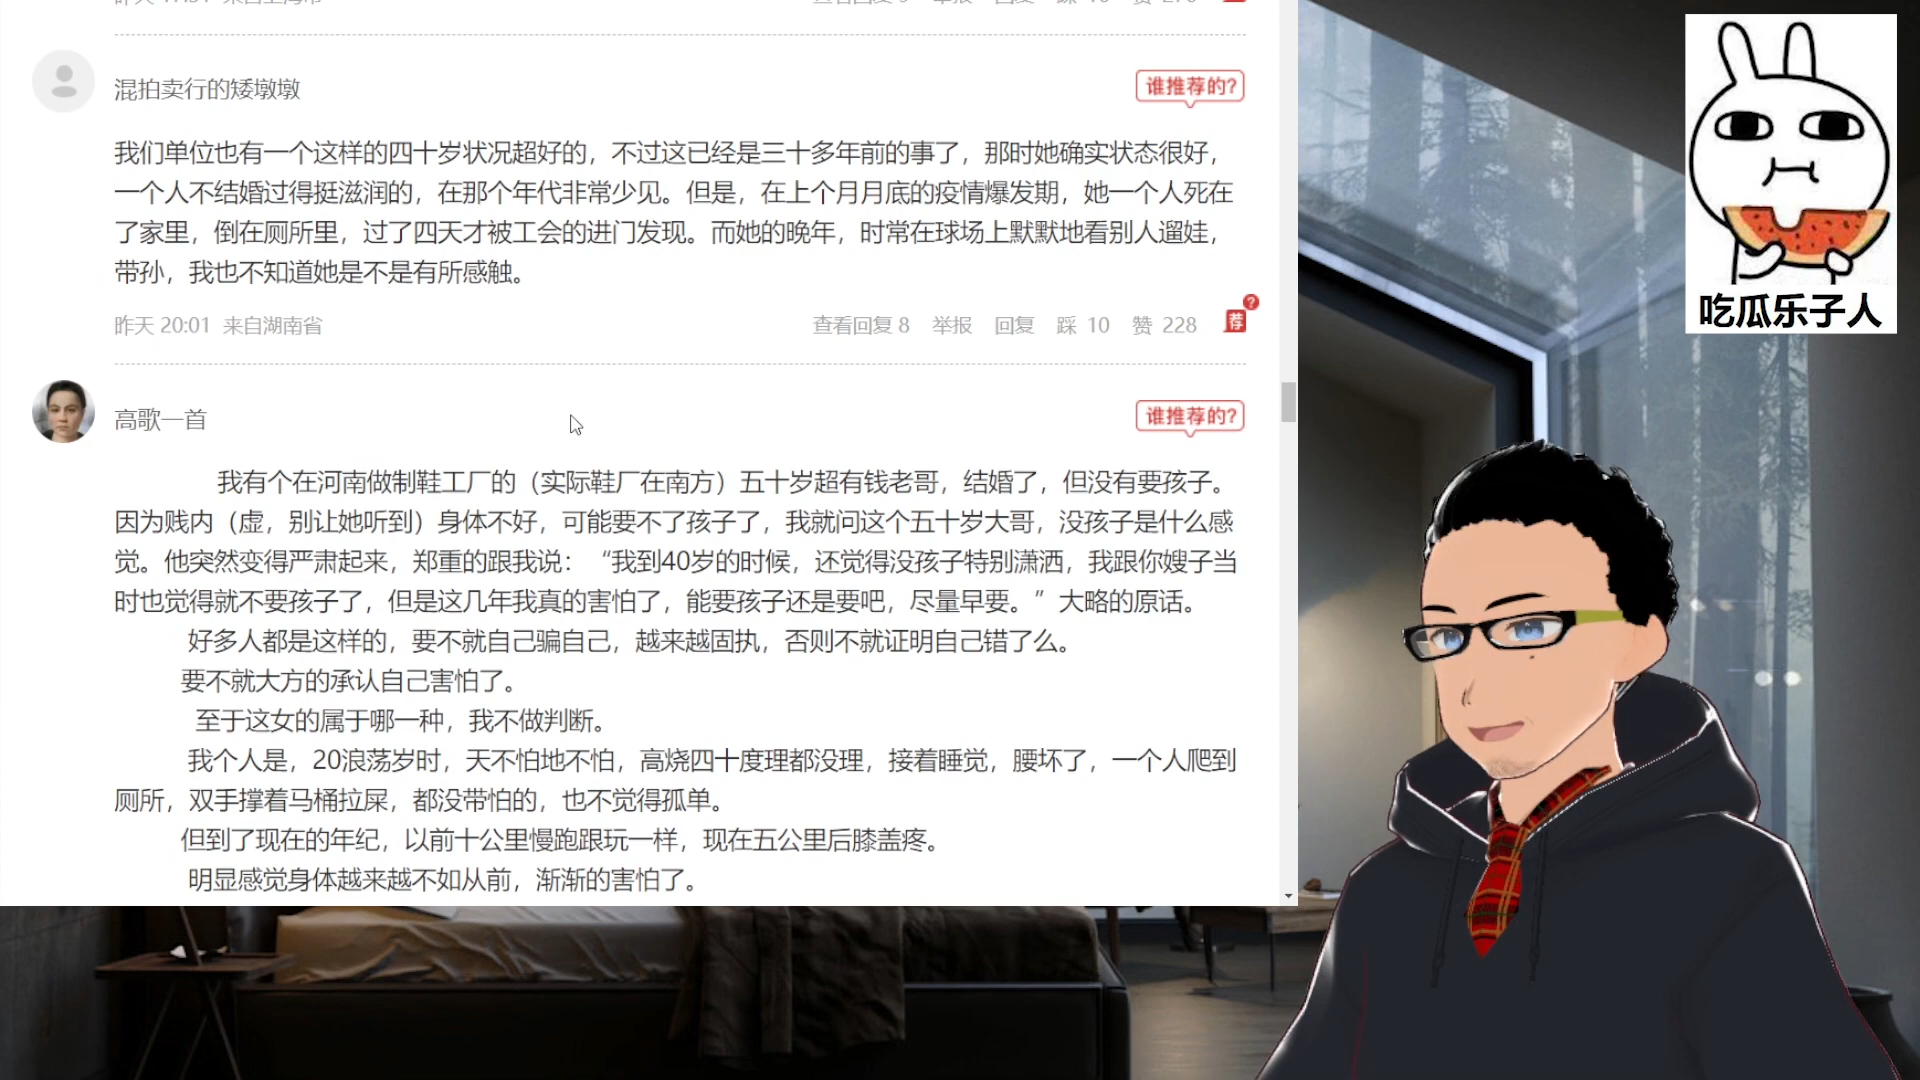 混拍卖行的矮墩墩
谁推荐的?
我们单位也有一个这样的四十岁状况超好的，不过这已经是三十多年前的事了，那时她确实状态很好，
一个人不结婚过得挺滋润的，在那个年代非常少见。但是，在上个月月底的疫情爆发期，她一个人死在
了家里，倒在厕所里，过了四天才被工会的进门发现。而她的晚年，时常在球场上默默地看别人遛娃，
带孙，我也不知道她是不是有所感触。
昨天 20:01 来自湖南省
查看回复 8 举报 回复 踩 10 赞 228
荐
?
高歌一首
谁推荐的?
我有个在河南做制鞋工厂的（实际鞋厂在南方）五十岁超有钱老哥，结婚了，但没有要孩子。
因为贱内（虚，别让她听到）身体不好，可能要不了孩子了，我就问这个五十岁大哥，没孩子是什么感
觉。他突然变得严肃起来，郑重的跟我说：“我到40岁的时候，还觉得没孩子特别潇洒，我跟你嫂子当
时也觉得就不要孩子了，但是这几年我真的害怕了，能要孩子还是要吧，尽量早要。”大略的原话。
好多人都是这样的，要不就自己骗自己，越来越固执，否则不就证明自己错了么。
要不就大方的承认自己害怕了。
至于这女的属于哪一种，我不做判断。
我个人是，20浪荡岁时，天不怕地不怕，高烧四十度理都没理，接着睡觉，腰坏了，一个人爬到
厕所，双手撑着马桶拉屎，都没带怕的，也不觉得孤单。
但到了现在的年纪，以前十公里慢跑跟玩一样，现在五公里后膝盖疼。
明显感觉身体越来越不如从前，渐渐的害怕了。
吃瓜乐子人